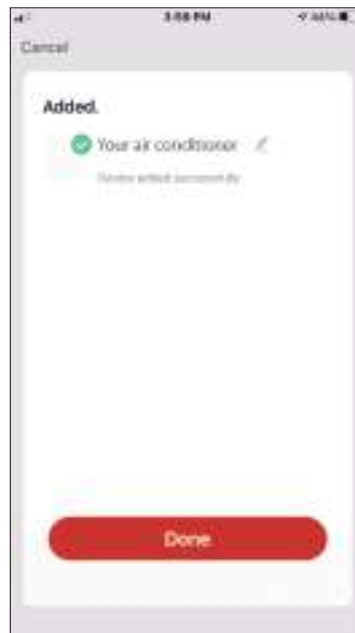 3:58 PM
Cancel
Added.
Your air conditioner
Device added successfully
Done